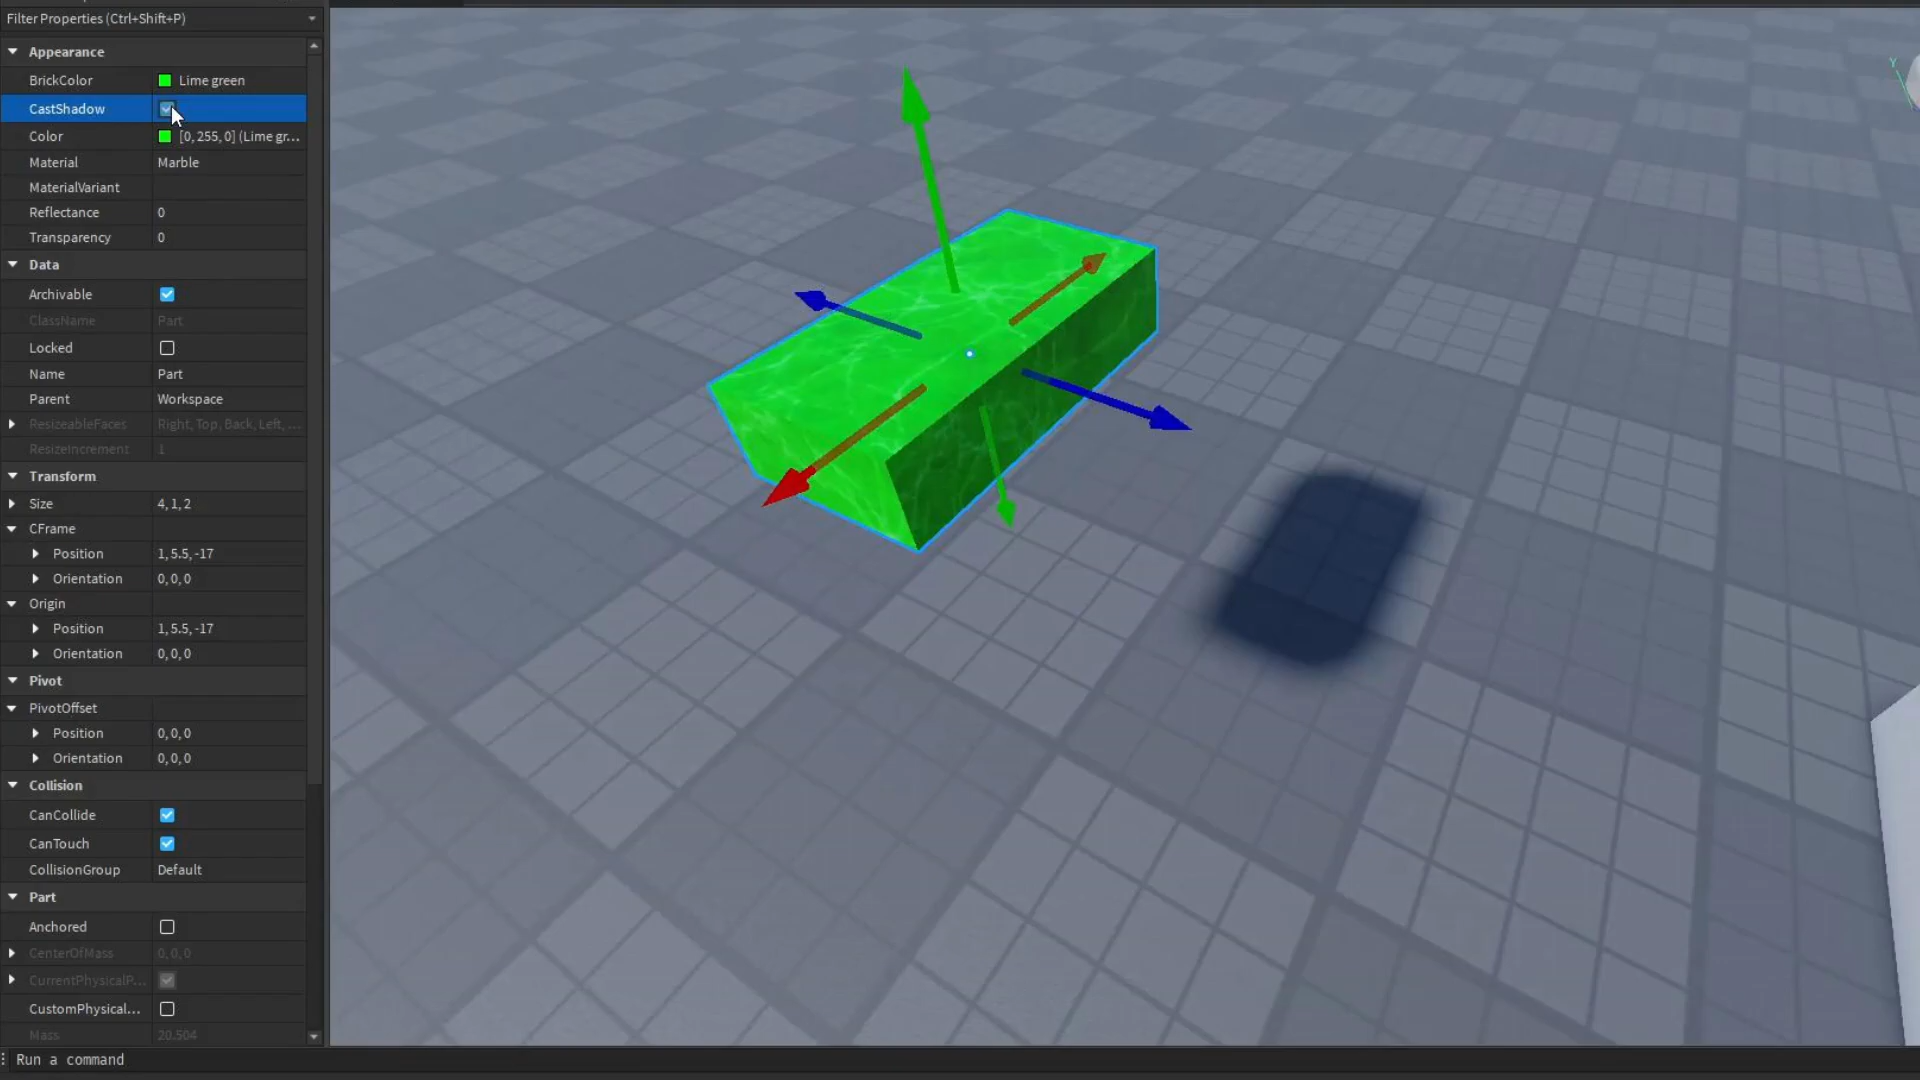 Filter Properties (Ctrl+Shift+P)
Appearance
BrickColor Lime green
CastShadow
Color [0, 255, 0] (Lime gr...
Material Marble
MaterialVariant
Reflectance 0
Transparency 0
Data
Archivable
ClassName Part
Locked
Name Part
Parent Workspace
ResizeableFaces Right, Top, Back, Left, ...
ResizeIncrement 1
Transform
Size 4, 1, 2
CFrame
Position 1, 5.5, -17
Orientation 0, 0, 0
Origin
Position 1, 5.5, -17
Orientation 0, 0, 0
Pivot
PivotOffset
Position 0, 0, 0
Orientation 0, 0, 0
Collision
CanCollide
CanTouch
CollisionGroup Default
Part
Anchored
CenterOfMass 0, 0, 0
CurrentPhysicalP...
CustomPhysical...
Mass 20.504
Run a command
Y